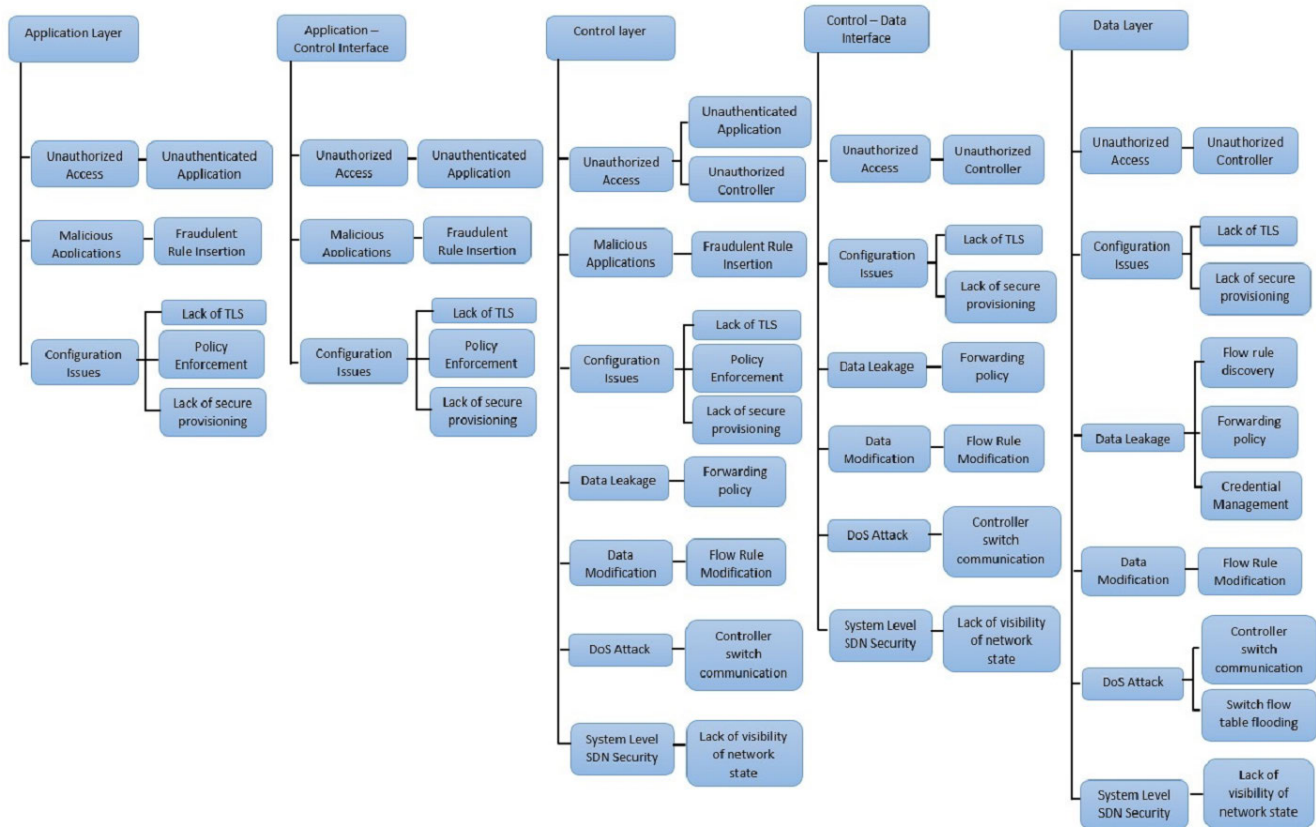 Application Layer
Unauthorized
Access
Unauthenticated
Application
Malicious
Applications
Fraudulent
Rule Insertion
Configuration
Issues
Lack of TLS
Policy
Enforcement
Lack of secure
provisioning
Application –
Control Interface
Unauthorized
Access
Unauthenticated
Application
Malicious
Applications
Fraudulent
Rule Insertion
Configuration
Issues
Lack of TLS
Policy
Enforcement
Lack of secure
provisioning
Control layer
Unauthorized
Access
Unauthenticated
Application
Unauthorized
Controller
Malicious
Applications
Fraudulent Rule
Insertion
Configuration
Issues
Lack of TLS
Policy
Enforcement
Lack of secure
provisioning
Data Leakage
Forwarding
policy
Data
Modification
Flow Rule
Modification
DoS Attack
Controller
switch
communication
System Level
SDN Security
Lack of visibility
of network
state
Control – Data
Interface
Unauthorized
Access
Unauthorized
Controller
Configuration
Issues
Lack of TLS
Lack of secure
provisioning
Data Leakage
Forwarding
policy
Data
Modification
Flow Rule
Modification
DoS Attack
Controller
switch
communication
System Level
SDN Security
Lack of visibility
of network
state
Data Layer
Unauthorized
Access
Unauthorized
Controller
Configuration
Issues
Lack of TLS
Lack of secure
provisioning
Data Leakage
Flow rule
discovery
Forwarding
policy
Credential
Management
Data
Modification
Flow Rule
Modification
DoS Attack
Controller
switch
communication
Switch flow
table flooding
System Level
SDN Security
Lack of
visibility of
network state